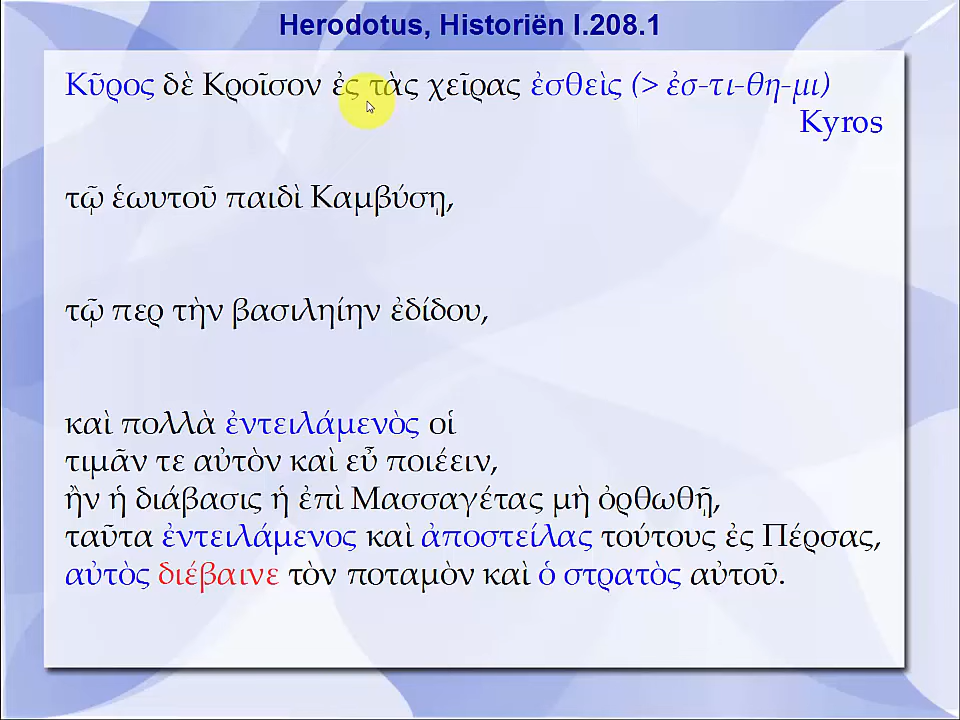 Herodotus, Historiën I.208.1
Κῦρος δὲ Κροῖσον ἐς τὰς χεῖρας ἐσθεὶς (> ἐσ-τι-θη-μι)
Kyros
τῷ ἑωυτοῦ παιδὶ Καμβύσῃ,
τῷ περ τὴν βασιληίην ἐδίδου,
καὶ πολλὰ ἐντειλάμενὸς οἱ
τιμᾶν τε αὐτὸν καὶ εὖ ποιέειν,
ἢν ἡ διάβασις ἡ ἐπὶ Μασσαγέτας μὴ ὀρθωθῇ,
ταῦτα ἐντειλάμενος καὶ ἀποστείλας τούτους ἐς Πέρσας,
αὐτὸς διέβαινε τὸν ποταμὸν καὶ ὁ στρατὸς αὐτοῦ.